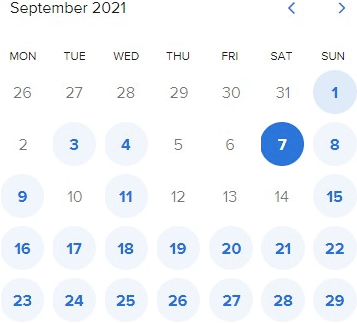 September 2021
MON TUE WED THU FRI SAT SUN
26 27 28 29 30 31 1
2 3 4 5 6 7 8
9 10 11 12 13 14 15
16 17 18 19 20 21 22
23 24 25 26 27 28 29